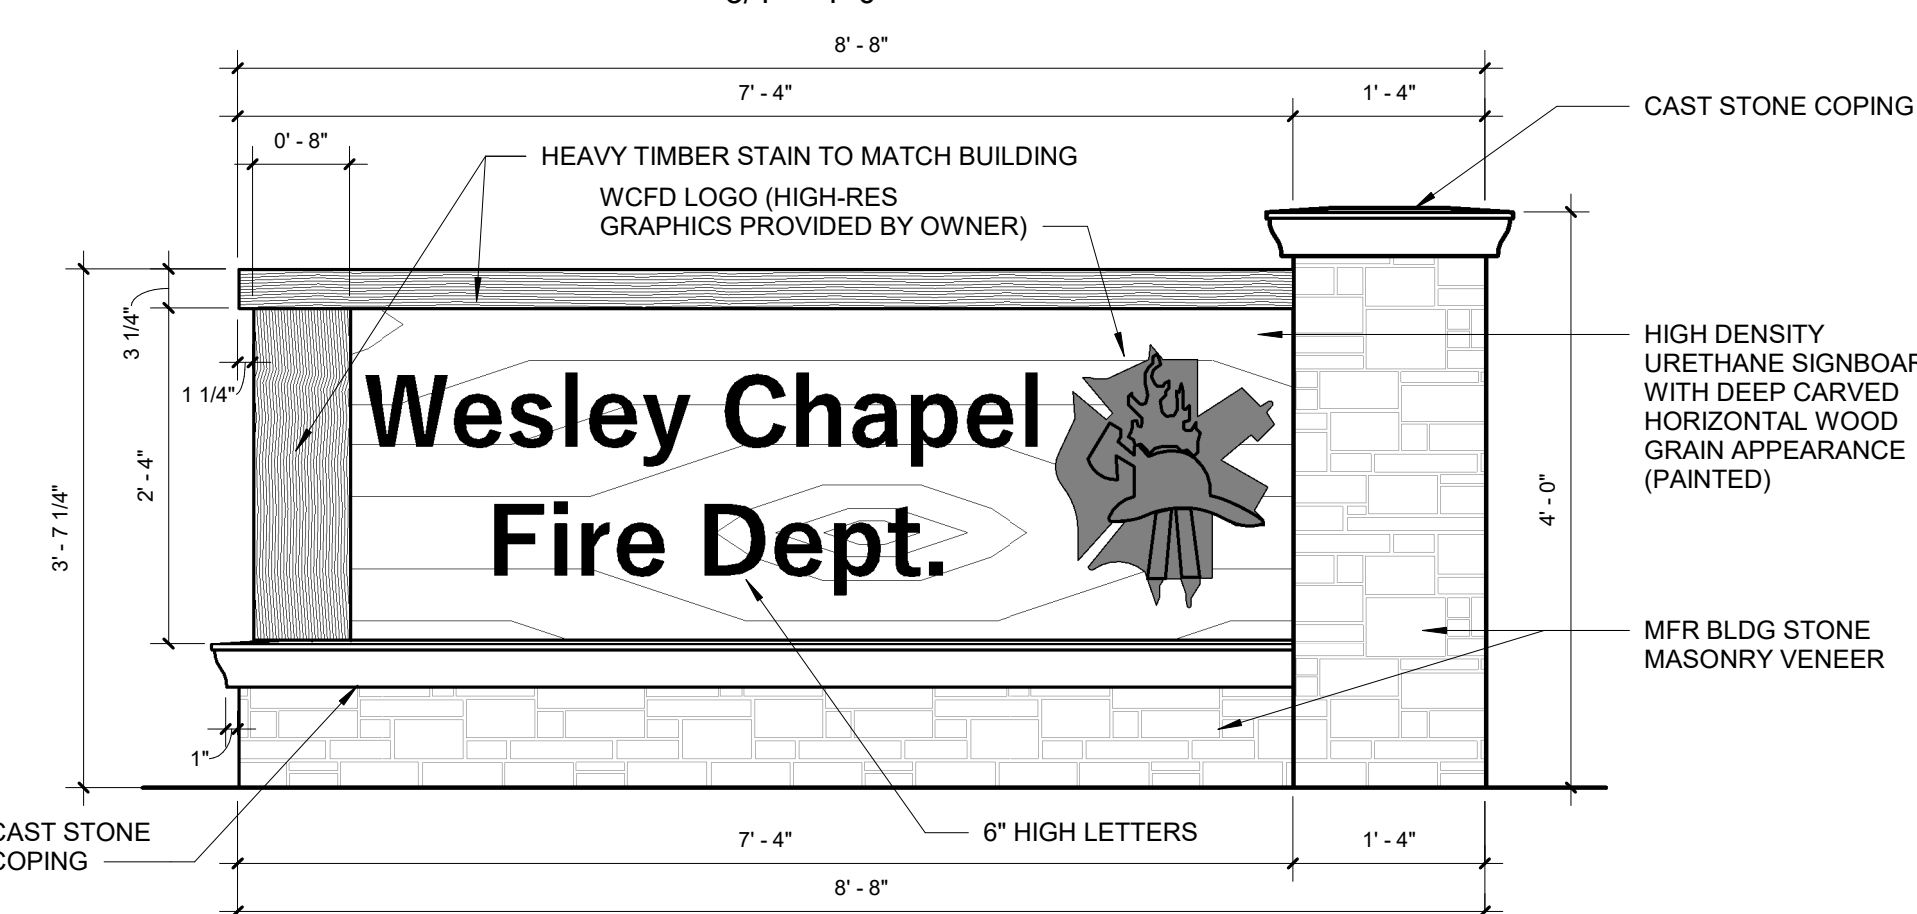 8' - 8"
7' - 4"
1' - 4"
CAST STONE COPING
0' - 8"
HEAVY TIMBER STAIN TO MATCH BUILDING
WCFD LOGO (HIGH-RES
GRAPHICS PROVIDED BY OWNER)
3 1/4"
1 1/4"
2' - 4"
3' - 7 1/4"
Wesley Chapel
Fire Dept.
4' - 0"
HIGH DENSITY
URETHANE SIGNBOAR
WITH DEEP CARVED
HORIZONTAL WOOD
GRAIN APPEARANCE
(PAINTED)
MFR BLDG STONE
MASONRY VENEER
1"
CAST STONE
COPING
7' - 4"
6" HIGH LETTERS
1' - 4"
8' - 8"